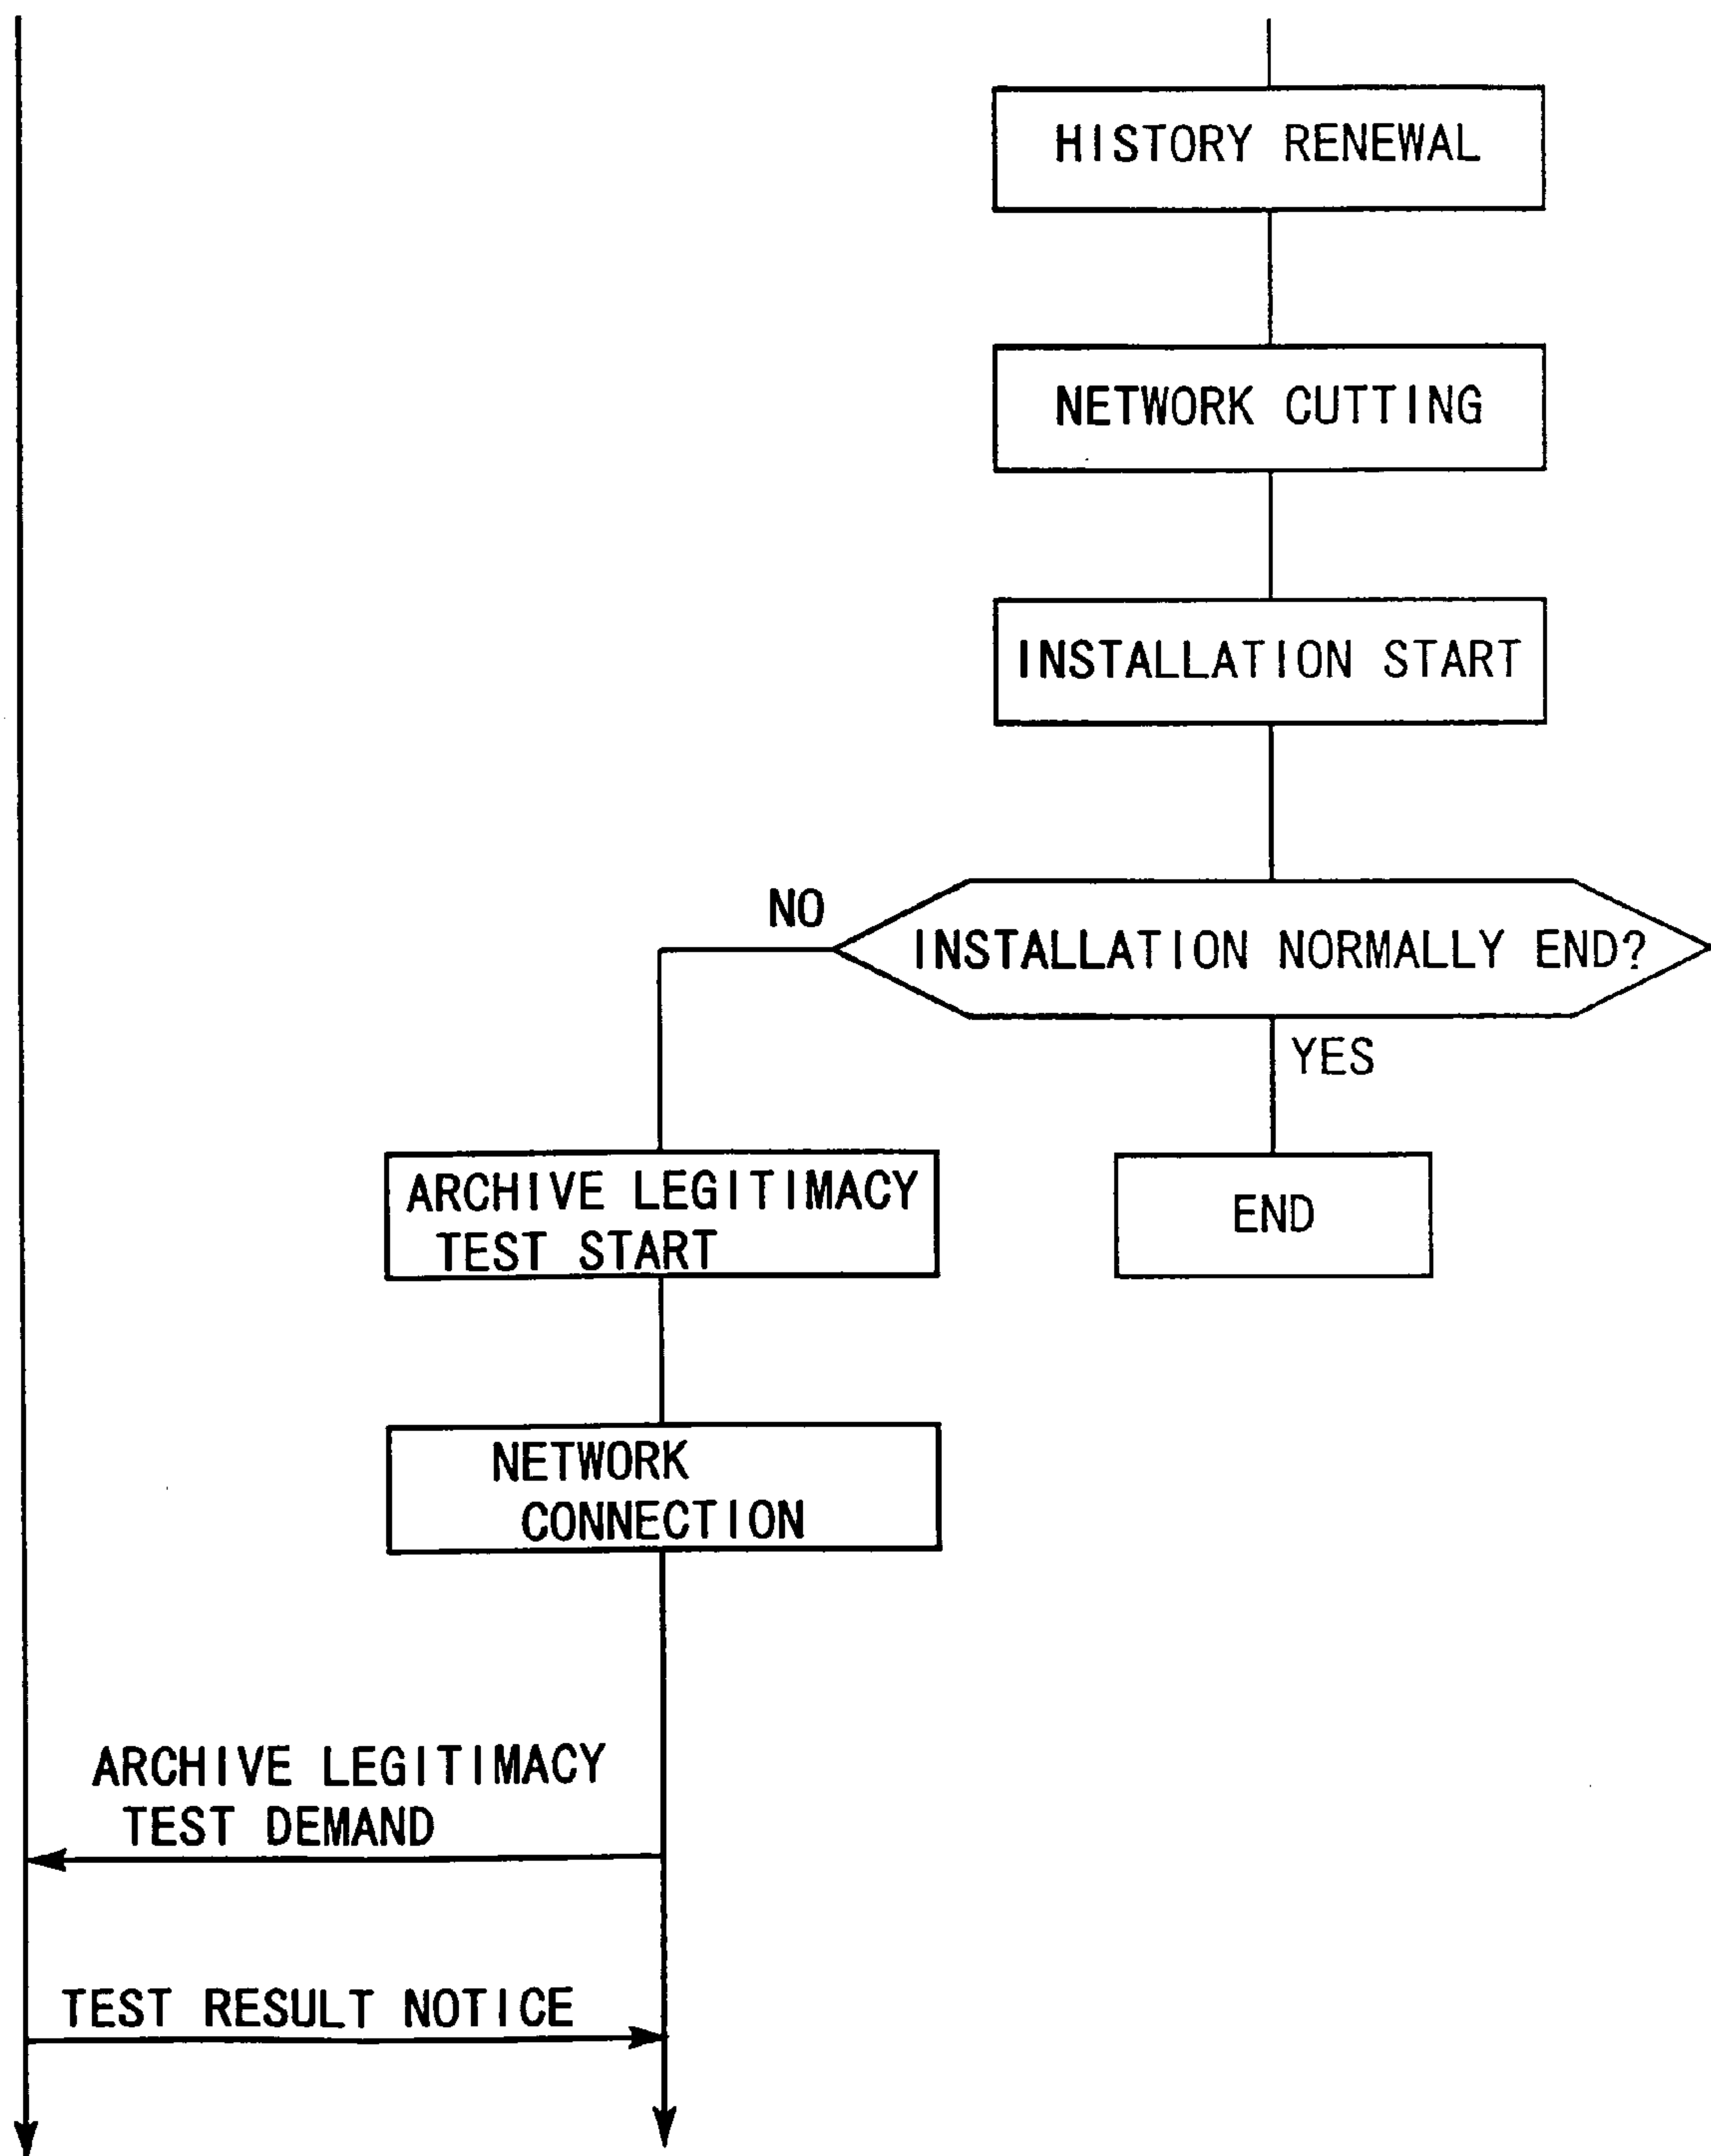 HISTORY RENEWAL
NETWORK CUTTING
INSTALLATION START
NO
INSTALLATION NORMALLY END?
YES
ARCHIVE LEGITIMACY
TEST START
END
NETWORK
CONNECTION
ARCHIVE LEGITIMACY
TEST DEMAND
TEST RESULT NOTICE